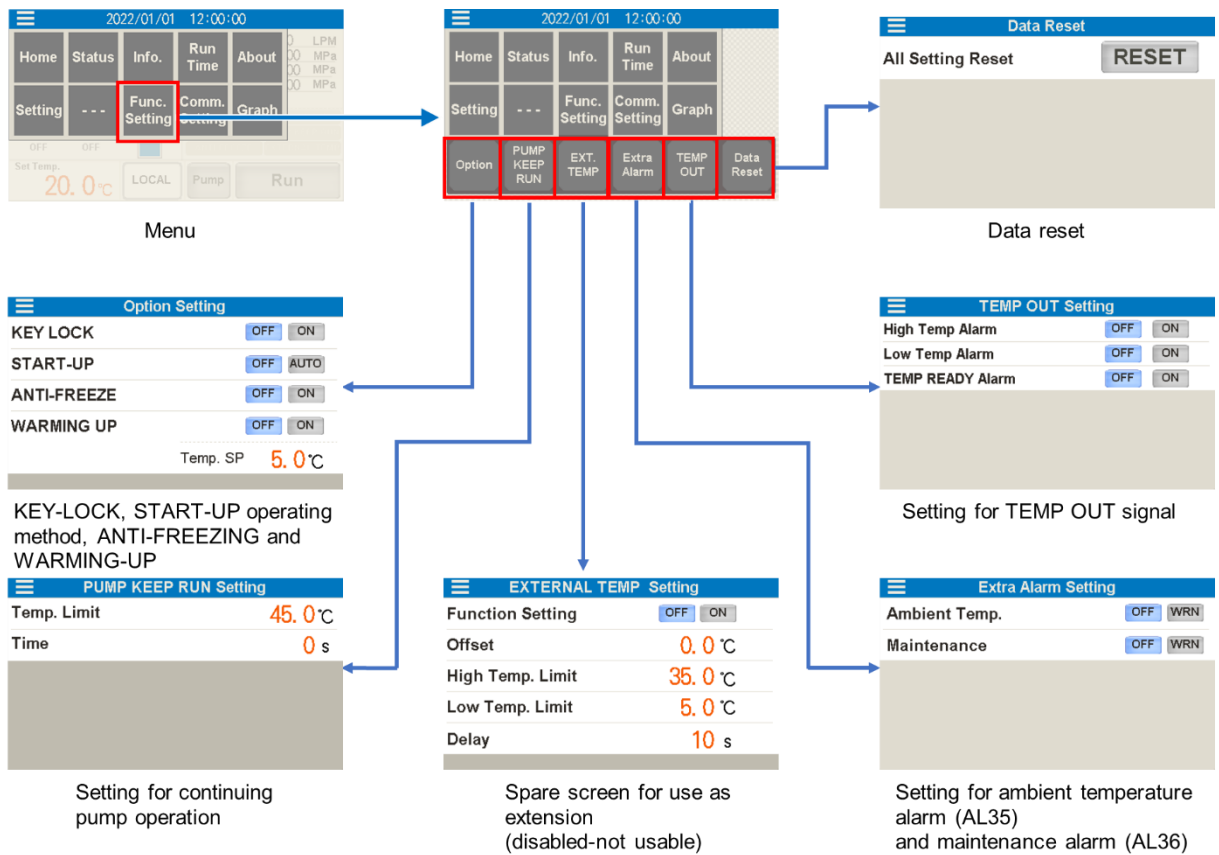 2022/01/01 12:00:00
Home Status Info. Run Time About
Setting --- Func. Setting Comm. Setting Graph
LPM
MPa
MPa
MPa
OFF OFF
Set Temp.
20.0℃ LOCAL Pump Run
Menu
2022/01/01 12:00:00
Home Status Info. Run Time About
Setting --- Func. Setting Comm. Setting Graph
Option PUMP KEEP RUN EXT. TEMP Extra Alarm TEMP OUT Data Reset
Data Reset
All Setting Reset RESET
Data reset
Option Setting
KEY LOCK OFF ON
START-UP OFF AUTO
ANTI-FREEZE OFF ON
WARMING UP OFF ON
Temp. SP 5.0℃
KEY-LOCK, START-UP operating
method, ANTI-FREEZING and
WARMING-UP
TEMP OUT Setting
High Temp Alarm OFF ON
Low Temp Alarm OFF ON
TEMP READY Alarm OFF ON
Setting for TEMP OUT signal
PUMP KEEP RUN Setting
Temp. Limit 45.0℃
Time 0 s
Setting for continuing
pump operation
EXTERNAL TEMP Setting
Function Setting OFF ON
Offset 0.0℃
High Temp. Limit 35.0℃
Low Temp. Limit 5.0℃
Delay 10 s
Spare screen for use as
extension
(disabled-not usable)
Extra Alarm Setting
Ambient Temp. OFF WRN
Maintenance OFF WRN
Setting for ambient temperature
alarm (AL35)
and maintenance alarm (AL36)